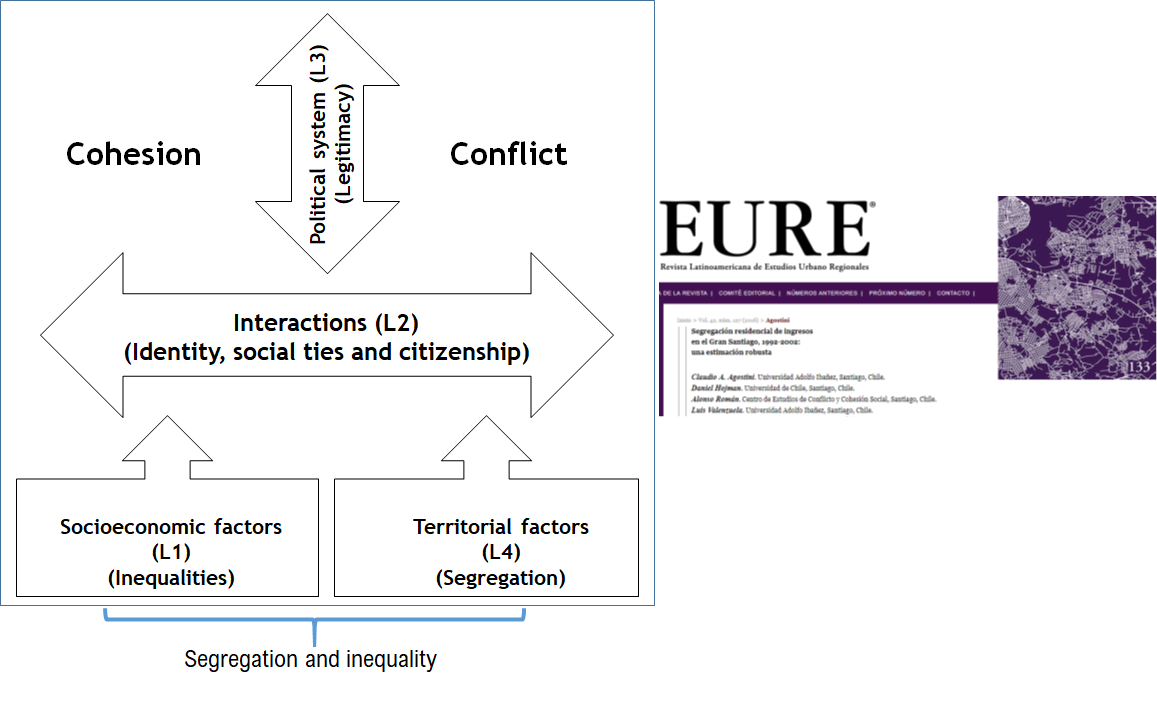 Political system (L3)
(Legitimacy)
Cohesion
Conflict
Interactions (L2)
(Identity, social ties and citizenship)
Socioeconomic factors
(L1)
(Inequalities)
Territorial factors
(L4)
(Segregation)
Segregation and inequality
EURE®
Revista Latinoamericana de Estudios Urbano Regionales
A DE LA REVISTA | COMITÉ EDITORIAL | NÚMEROS ANTERIORES | PRÓXIMO NÚMERO | CONTACTO |
> Vol. 42, núm. 127 (2016) > Agostini
Segregación residencial de ingresos
en el Gran Santiago, 1992-2002:
una estimación robusta
Claudio A. Agostini. Universidad Adolfo Ibañez, Santiago, Chile.
Daniel Hojman. Universidad de Chile, Santiago, Chile.
Alonso Román. Centro de Estudios de Conflicto y Cohesión Social, Santiago, Chile.
Luis Valenzuela. Universidad Adolfo Ibañez, Santiago, Chile.
133